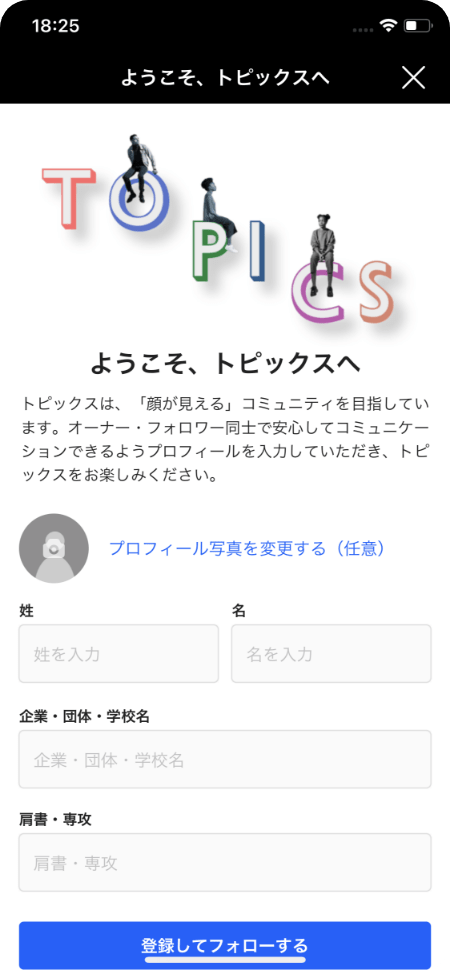 18:25
ようこそ、トピックスへ
TOPICS
ようこそ、トピックスへ
トピックスは、「顔が見える」コミュニティを目指してい
ます。オーナー・フォロワー同士で安心してコミュニケー
ションできるようプロフィールを入力していただき、トピ
ックスをお楽しみください。
プロフィール写真を変更する（任意）
姓 名
姓を入力 名を入力
企業・団体・学校名
企業・団体・学校名
肩書・専攻
肩書・専攻
登録してフォローする